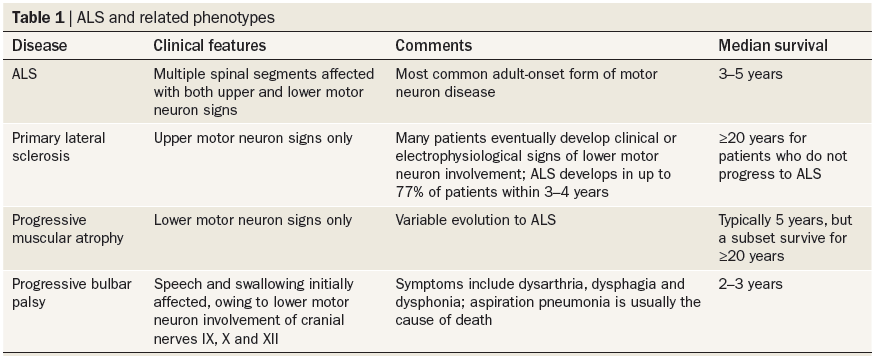 Table 1 | ALS and related phenotypes
Disease Clinical features Comments Median survival
ALS Multiple spinal segments affected Most common adult-onset form of motor 3–5 years
with both upper and lower motor neuron disease
neuron signs
Primary lateral Upper motor neuron signs only Many patients eventually develop clinical or ≥20 years for
sclerosis electrophysiological signs of lower motor patients who do not
neuron involvement; ALS develops in up to progress to ALS
77% of patients within 3–4 years
Progressive Lower motor neuron signs only Variable evolution to ALS Typically 5 years, but
muscular atrophy a subset survive for
≥20 years
Progressive bulbar Speech and swallowing initially Symptoms include dysarthria, dysphagia and 2–3 years
palsy affected, owing to lower motor dysphonia; aspiration pneumonia is usually the
neuron involvement of cranial cause of death
nerves IX, X and XII